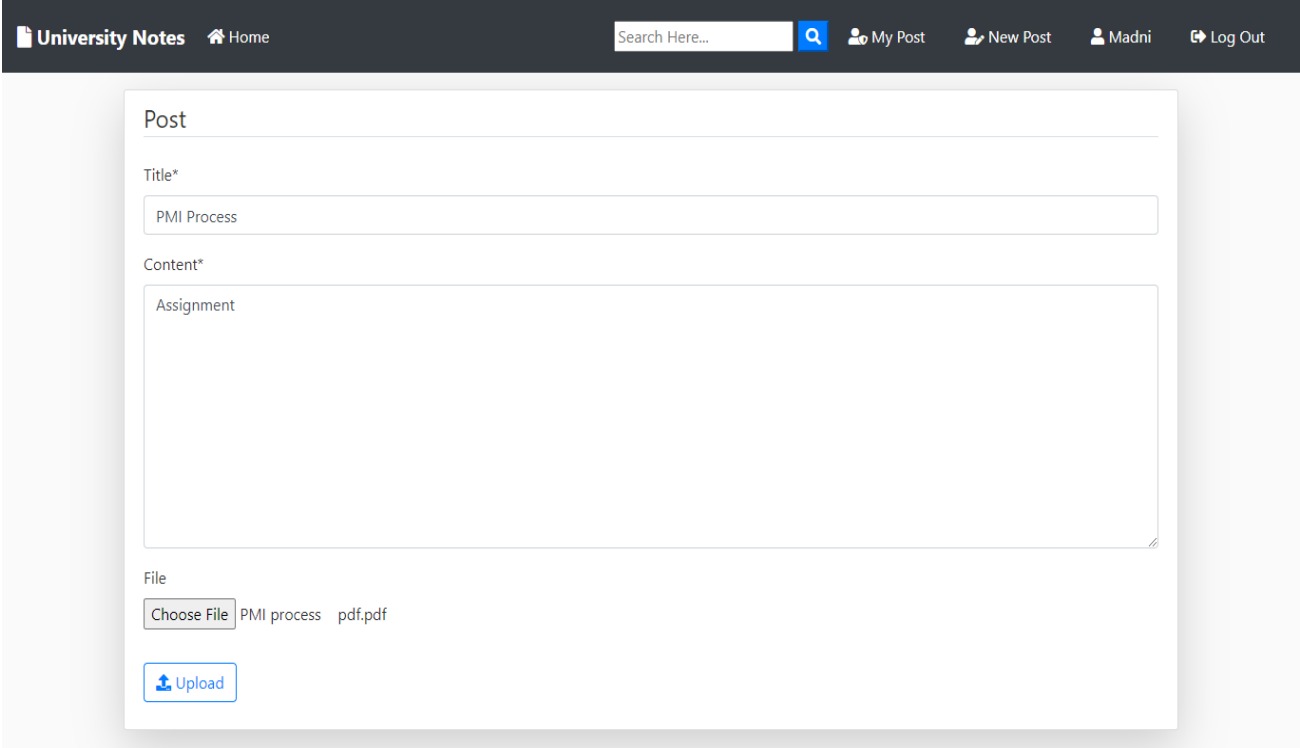 University Notes Home Search Here... My Post New Post Madni Log Out
Post
Title*
PMI Process
Content*
Assignment
File
Choose File PMI process pdf.pdf
Upload